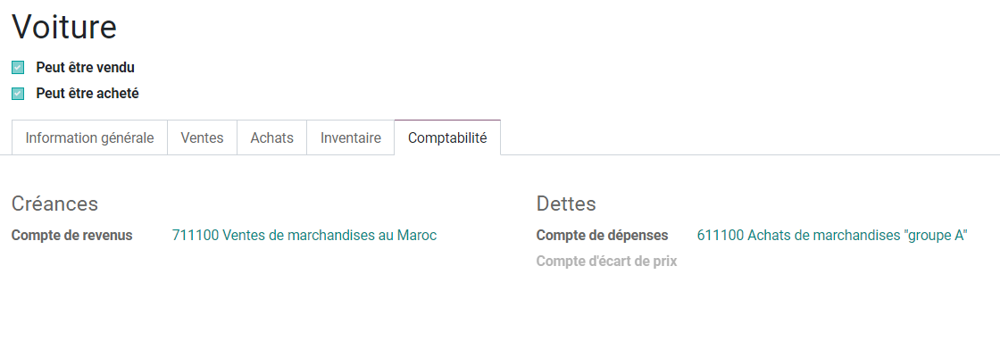 Voiture
Peut être vendu
Peut être acheté
Information générale Ventes Achats Inventaire Comptabilité
Créances
Compte de revenus 711100 Ventes de marchandises au Maroc
Dettes
Compte de dépenses 611100 Achats de marchandises "groupe A"
Compte d'écart de prix